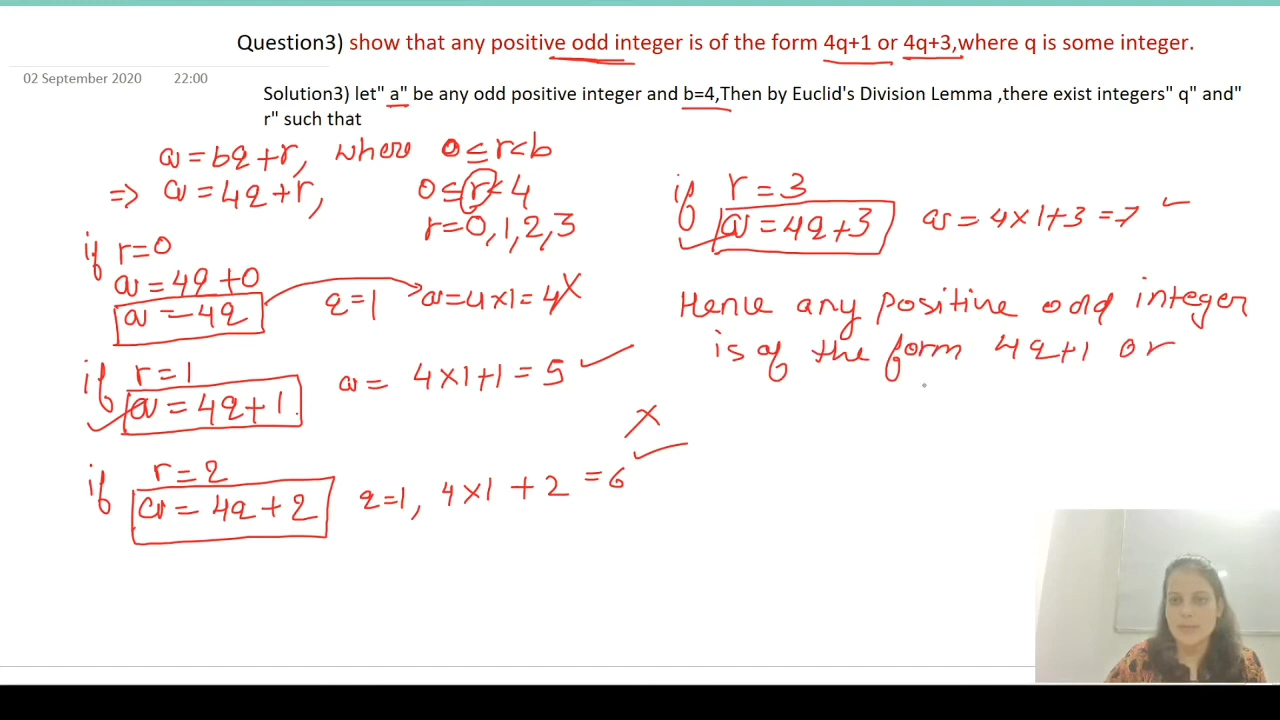 Question3) show that any positive odd integer is of the form 4q+1 or 4q+3,where q is some integer.
02 September 2020 22:00
Solution3) let" a" be any odd positive integer and b=4,Then by Euclid's Division Lemma ,there exist integers" q" and"
r" such that
a = bq + r, where 0 ≤ r < b
⇒ a = 4q + r, 0 ≤ r < 4
r = 0, 1, 2, 3
if r = 0
a = 4q + 0
a = 4q q = 1 a = 4 × 1 = 4 ×
if r = 1
a = 4q + 1 a = 4 × 1 + 1 = 5 ✓
if r = 2
a = 4q + 2 q = 1, 4 × 1 + 2 = 6
if r = 3
a = 4q + 3 a = 4 × 1 + 3 = 7 ✓
Hence any positive odd integer
is of the form 4q+1 or